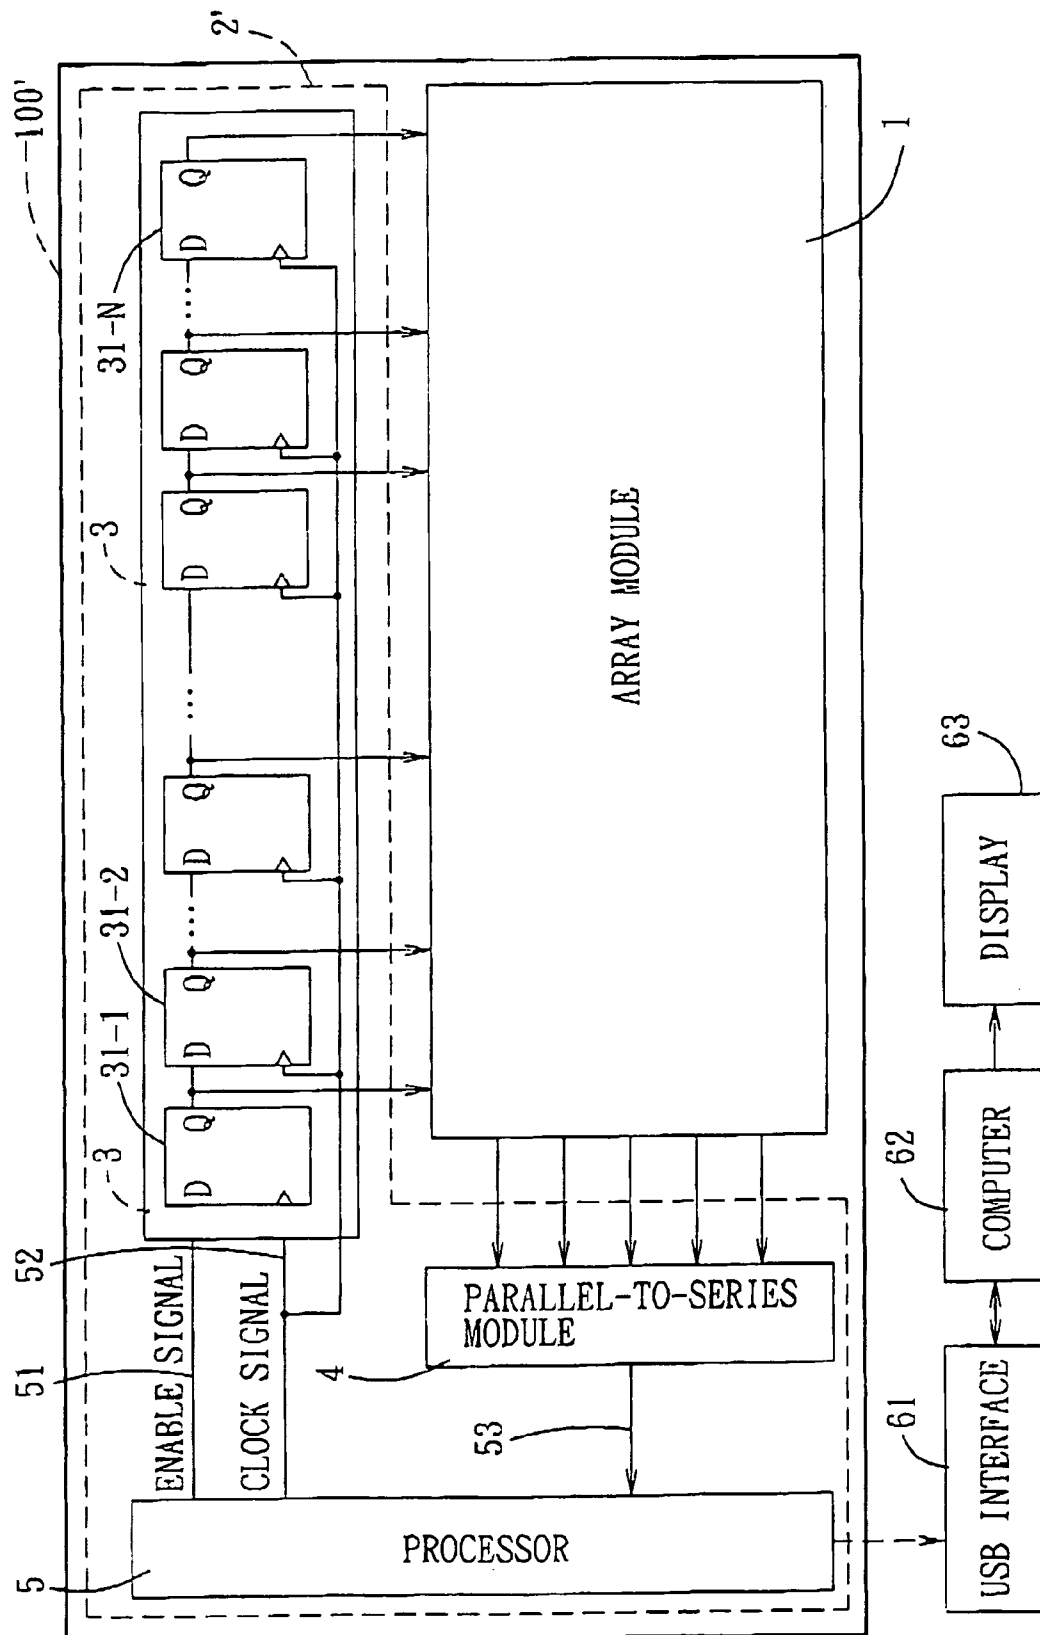 100'
2'
3
31-1
31-2
3
31-N
D Q
D Q
D Q
D Q
D Q
D Q
51
ENABLE SIGNAL
52
CLOCK SIGNAL
5
PROCESSOR
4
PARALLEL-TO-SERIES
MODULE
53
ARRAY MODULE
1
61
USB INTERFACE
62
COMPUTER
63
DISPLAY